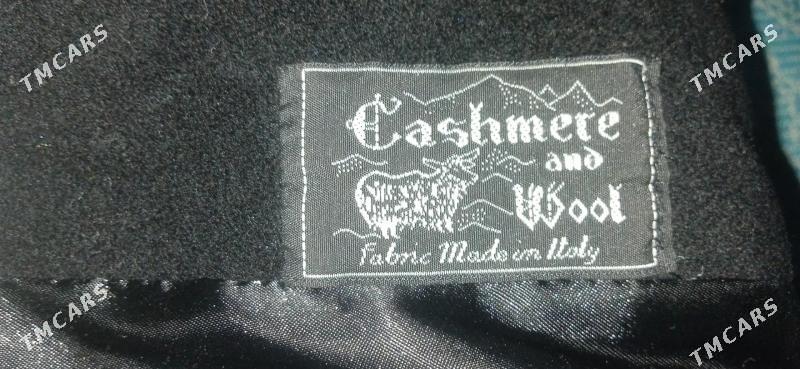 TMCARS
TMCARS
Cashmere
and
Wool
Fabric Made in Italy
TMCARS
TMCARS